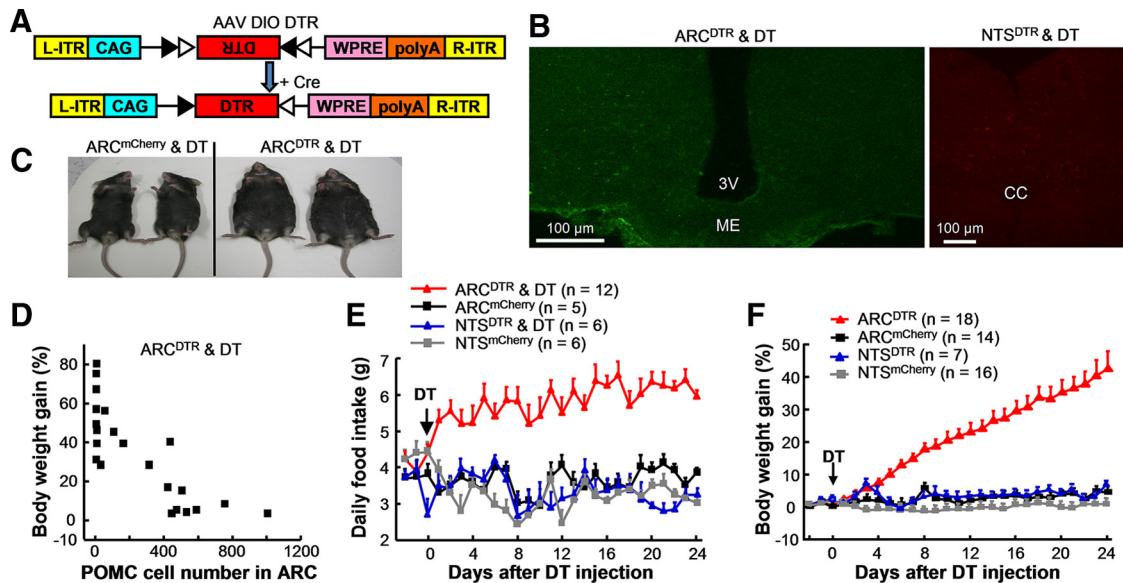 A
AAV DIO DTR
L-ITR CAG DTR WPRE polyA R-ITR
+ Cre
L-ITR CAG DTR WPRE polyA R-ITR
B
ARC^DTR & DT
NTS^DTR & DT
3V
ME
100 µm
CC
100 µm
C
ARC^mCherry & DT
ARC^DTR & DT
D
ARC^DTR & DT
Body weight gain (%)
100
80
60
40
20
0
-10
0 400 800 1200
POMC cell number in ARC
E
ARC^DTR & DT (n = 12)
ARC^mCherry (n = 5)
NTS^DTR & DT (n = 6)
NTS^mCherry (n = 6)
Daily food intake (g)
7
6
5
4
3
2
DT
0 4 8 12 16 20 24
Days after DT injection
F
ARC^DTR (n = 18)
ARC^mCherry (n = 14)
NTS^DTR (n = 7)
NTS^mCherry (n = 16)
Body weight gain (%)
50
40
30
20
10
0
-10
DT
0 4 8 12 16 20 24
Days after DT injection